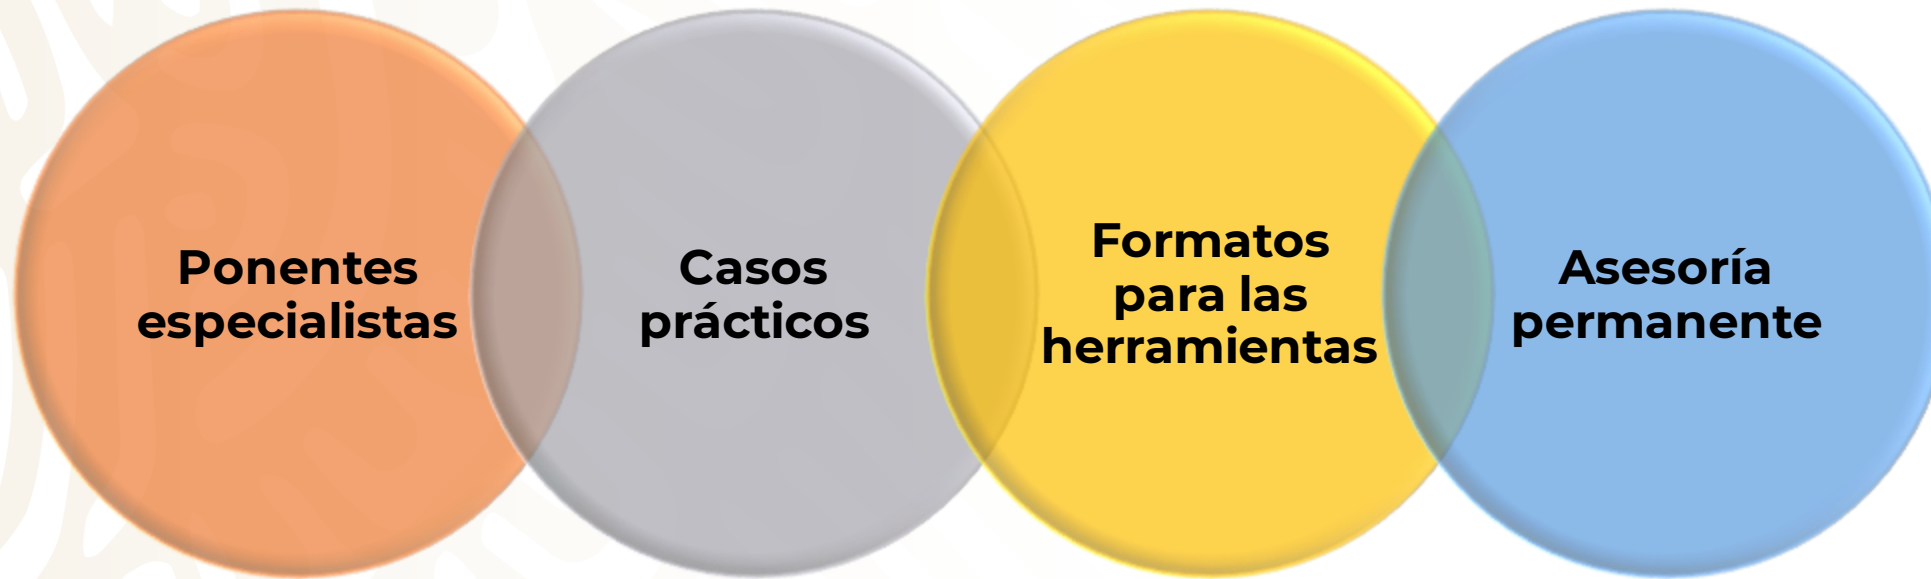 Ponentes
especialistas
Casos
prácticos
Formatos
para las
herramientas
Asesoría
permanente